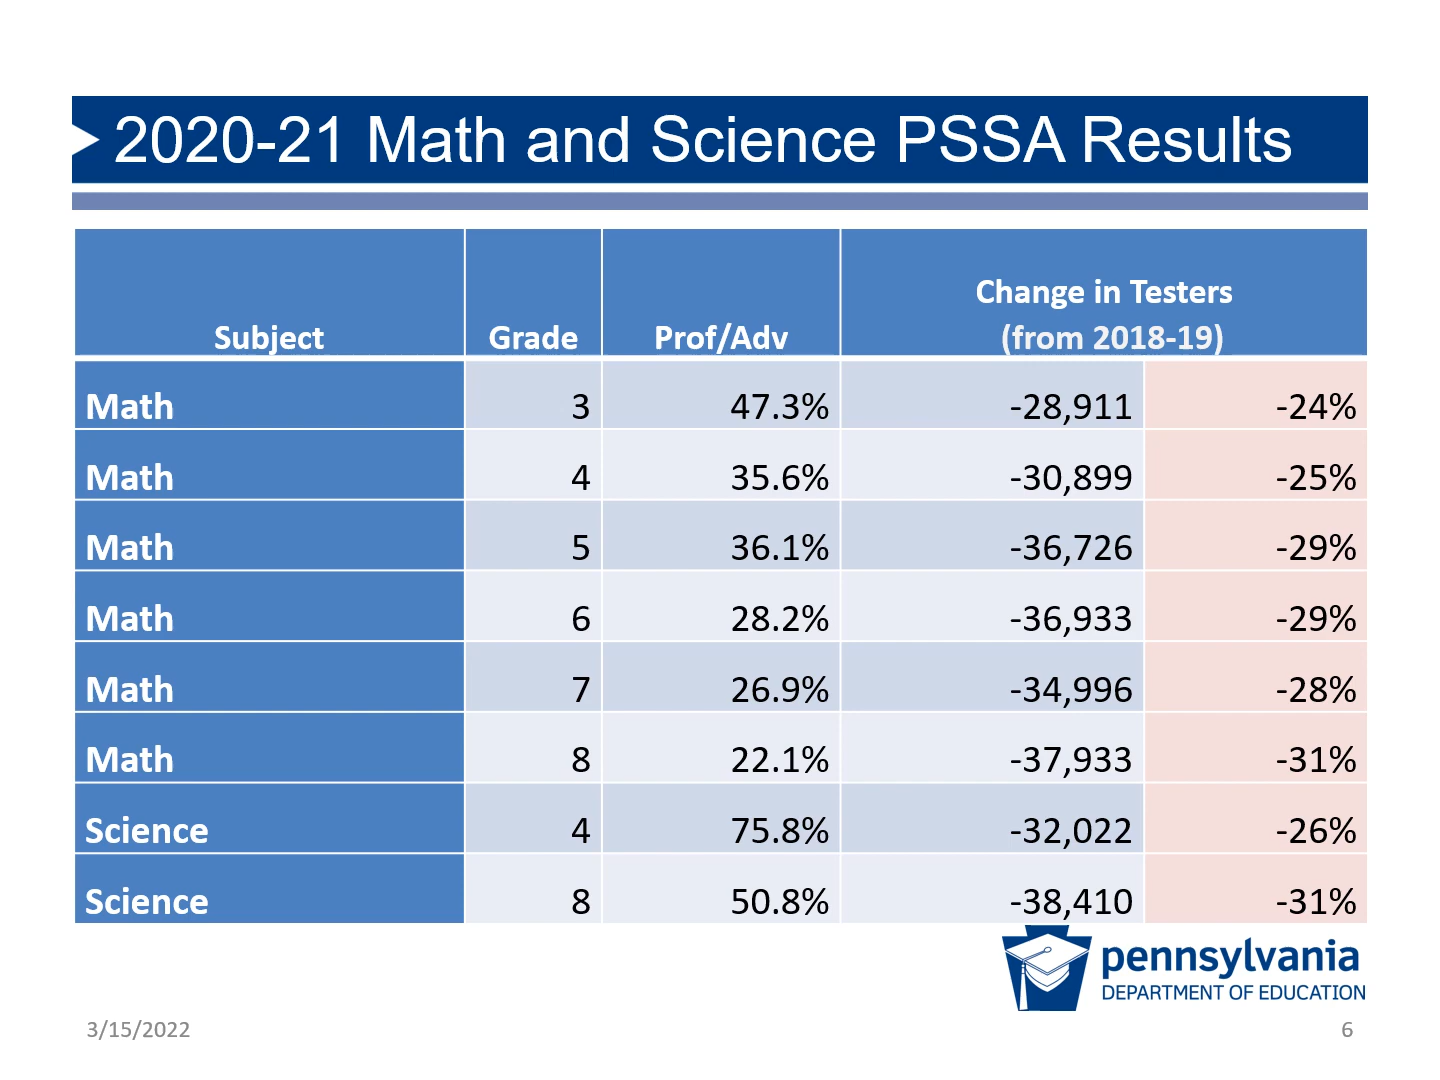 2020-21 Math and Science PSSA Results
Subject Grade Prof/Adv Change in Testers
(from 2018-19)
Math 3 47.3% -28,911 -24%
Math 4 35.6% -30,899 -25%
Math 5 36.1% -36,726 -29%
Math 6 28.2% -36,933 -29%
Math 7 26.9% -34,996 -28%
Math 8 22.1% -37,933 -31%
Science 4 75.8% -32,022 -26%
Science 8 50.8% -38,410 -31%
pennsylvania
DEPARTMENT OF EDUCATION
3/15/2022 6